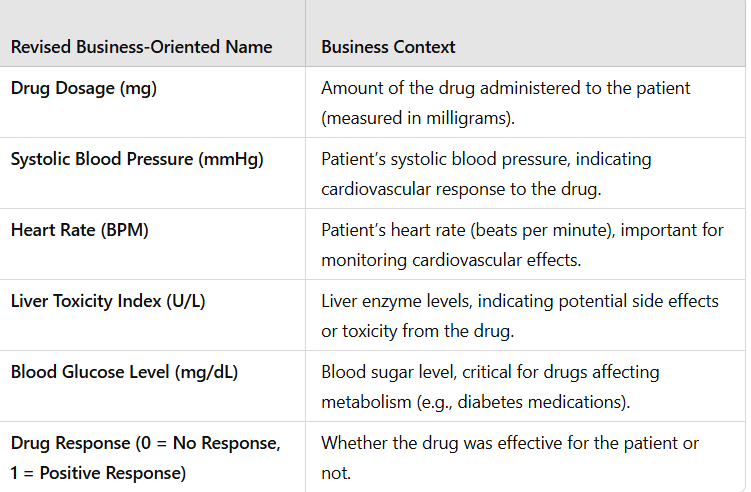 Revised Business-Oriented Name
Business Context
Drug Dosage (mg)
Amount of the drug administered to the patient
(measured in milligrams).
Systolic Blood Pressure (mmHg)
Patient’s systolic blood pressure, indicating
cardiovascular response to the drug.
Heart Rate (BPM)
Patient’s heart rate (beats per minute), important for
monitoring cardiovascular effects.
Liver Toxicity Index (U/L)
Liver enzyme levels, indicating potential side effects
or toxicity from the drug.
Blood Glucose Level (mg/dL)
Blood sugar level, critical for drugs affecting
metabolism (e.g., diabetes medications).
Drug Response (0 = No Response,
1 = Positive Response)
Whether the drug was effective for the patient or
not.